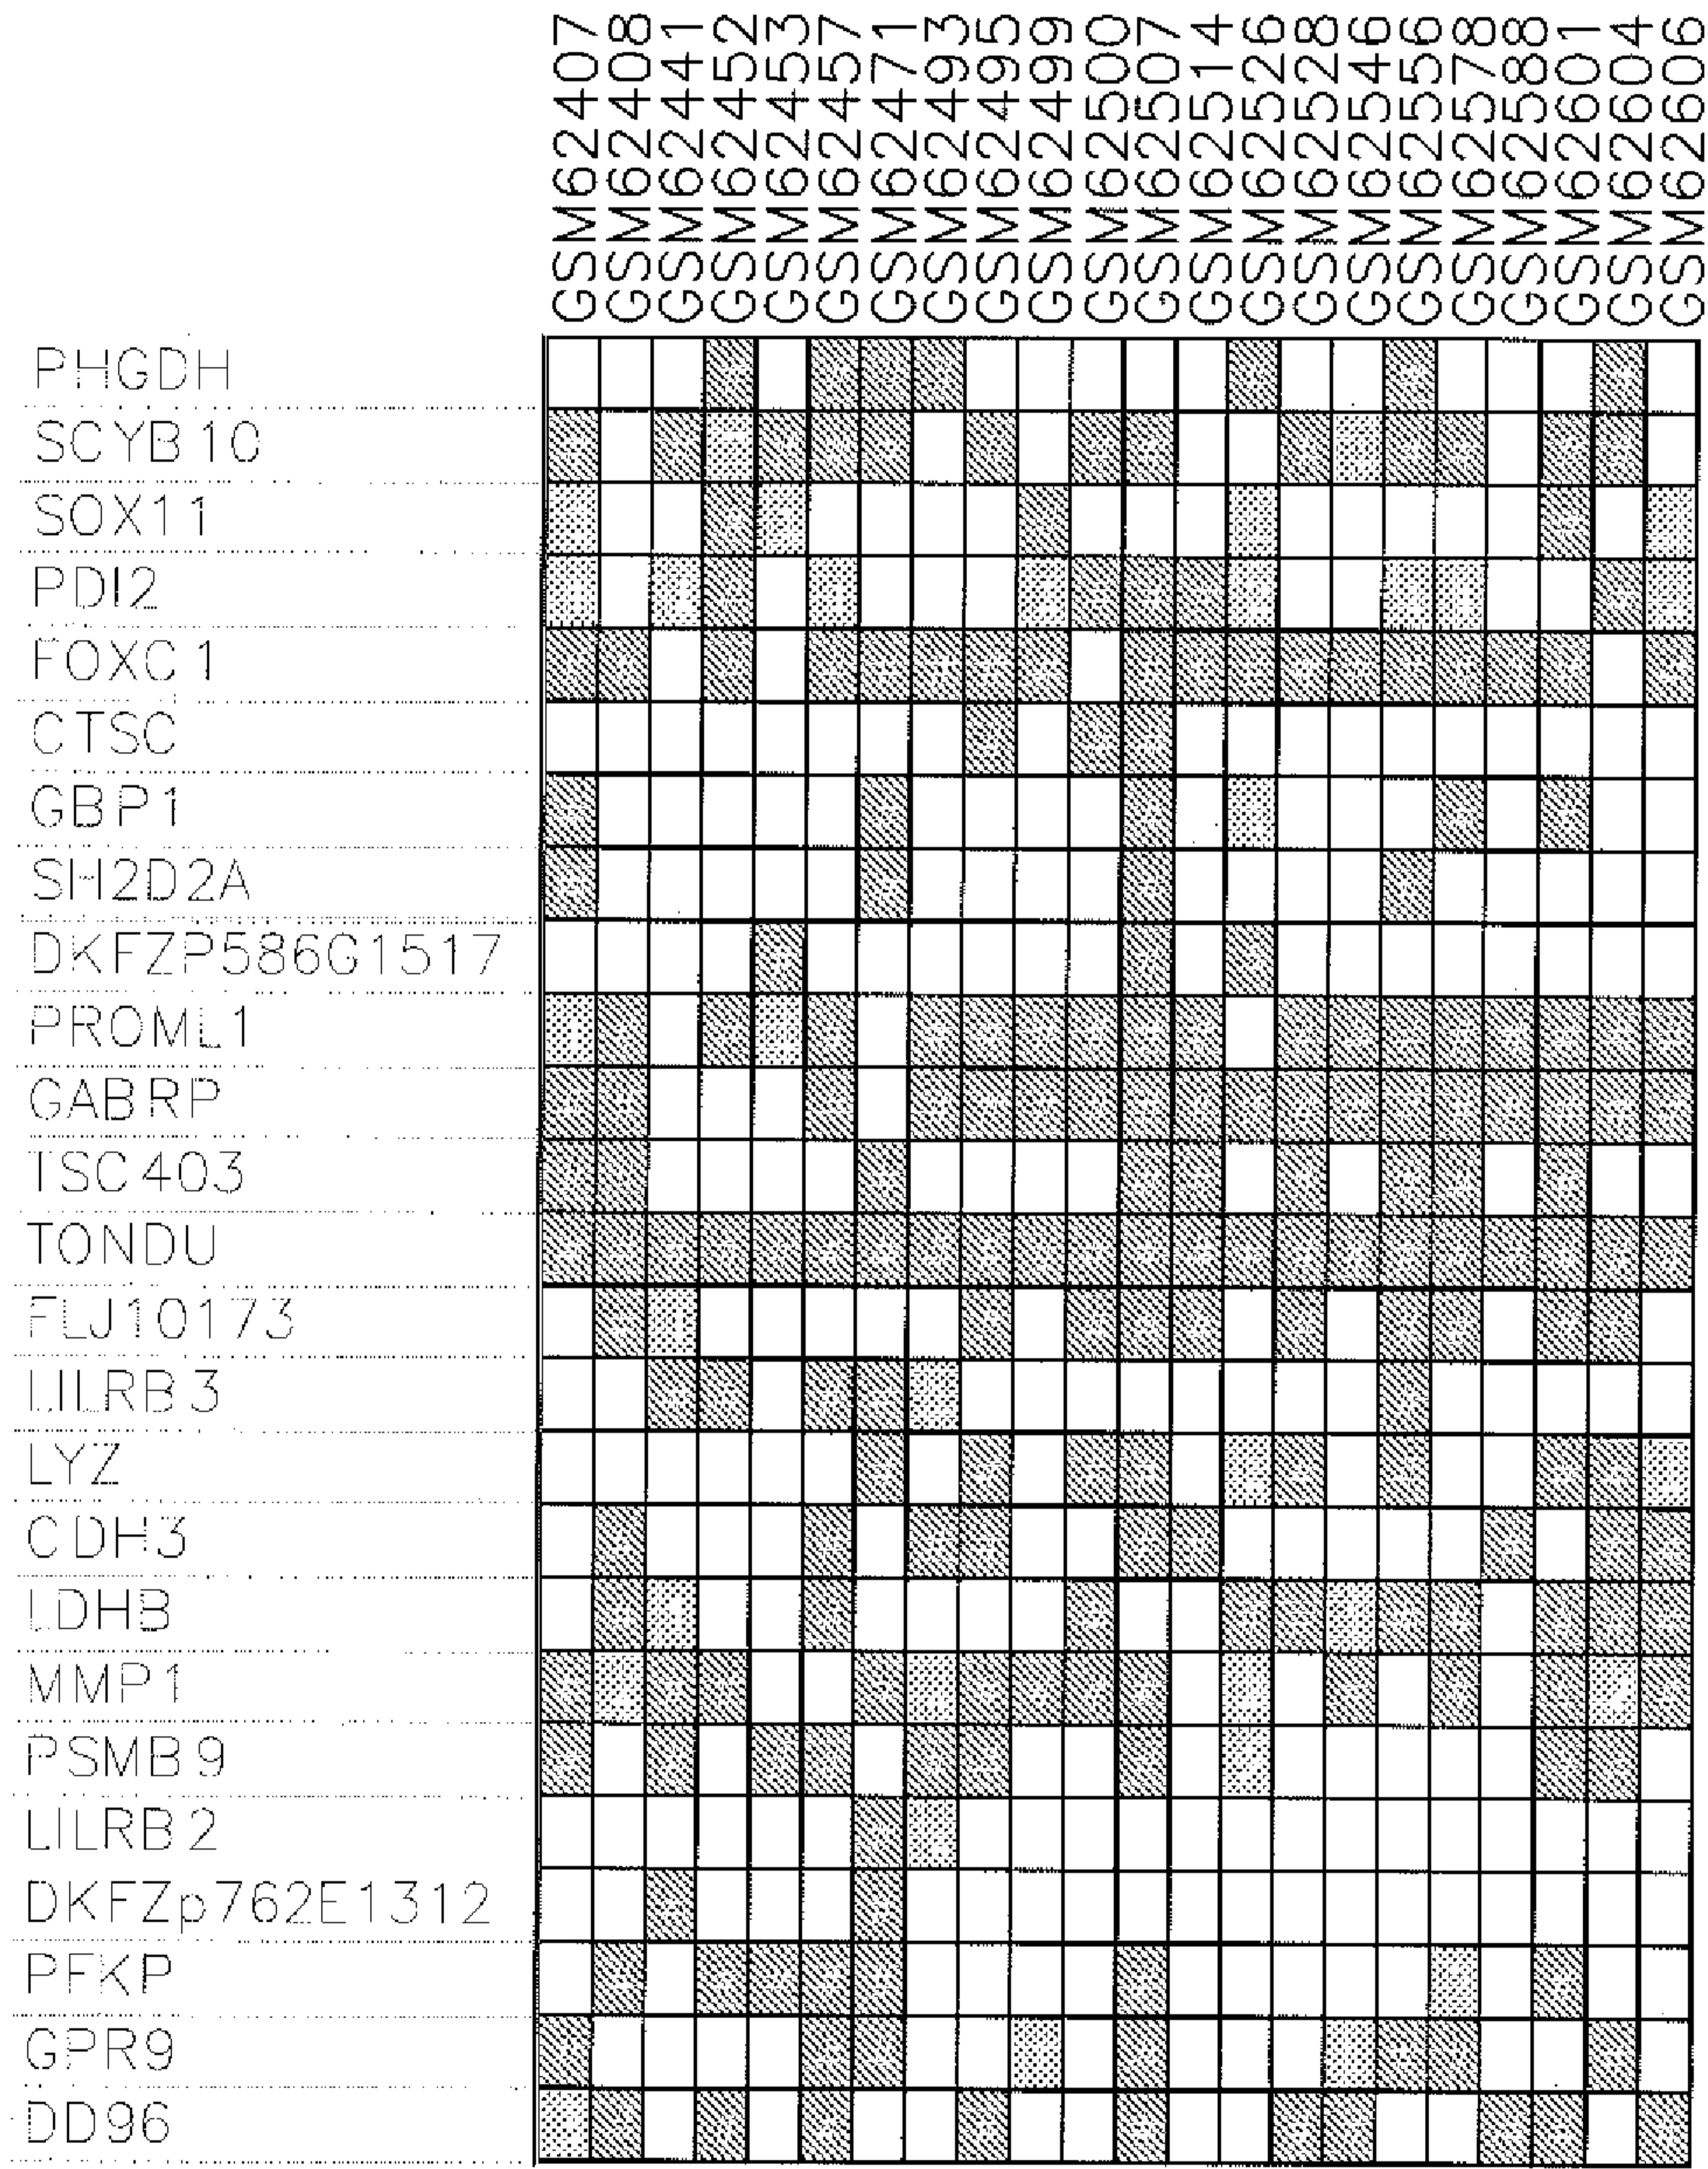 GSM62407
GSM62408
GSM62441
GSM62452
GSM62453
GSM62457
GSM62471
GSM62493
GSM62495
GSM62499
GSM62500
GSM62507
GSM62514
GSM62526
GSM62528
GSM62546
GSM62556
GSM62578
GSM62588
GSM62601
GSM62604
GSM62606
PHGDH
SCYB10
SOX11
PDI2
FOXC1
CTSC
GBP1
SH2D2A
DKFZP586G1517
PROML1
GABRP
TSC403
TONDU
FLJ10173
LILRB3
LYZ
CDH3
LDHB
MMP1
PSMB9
LILRB2
DKFZp762E1312
PFKP
GPR9
DD96